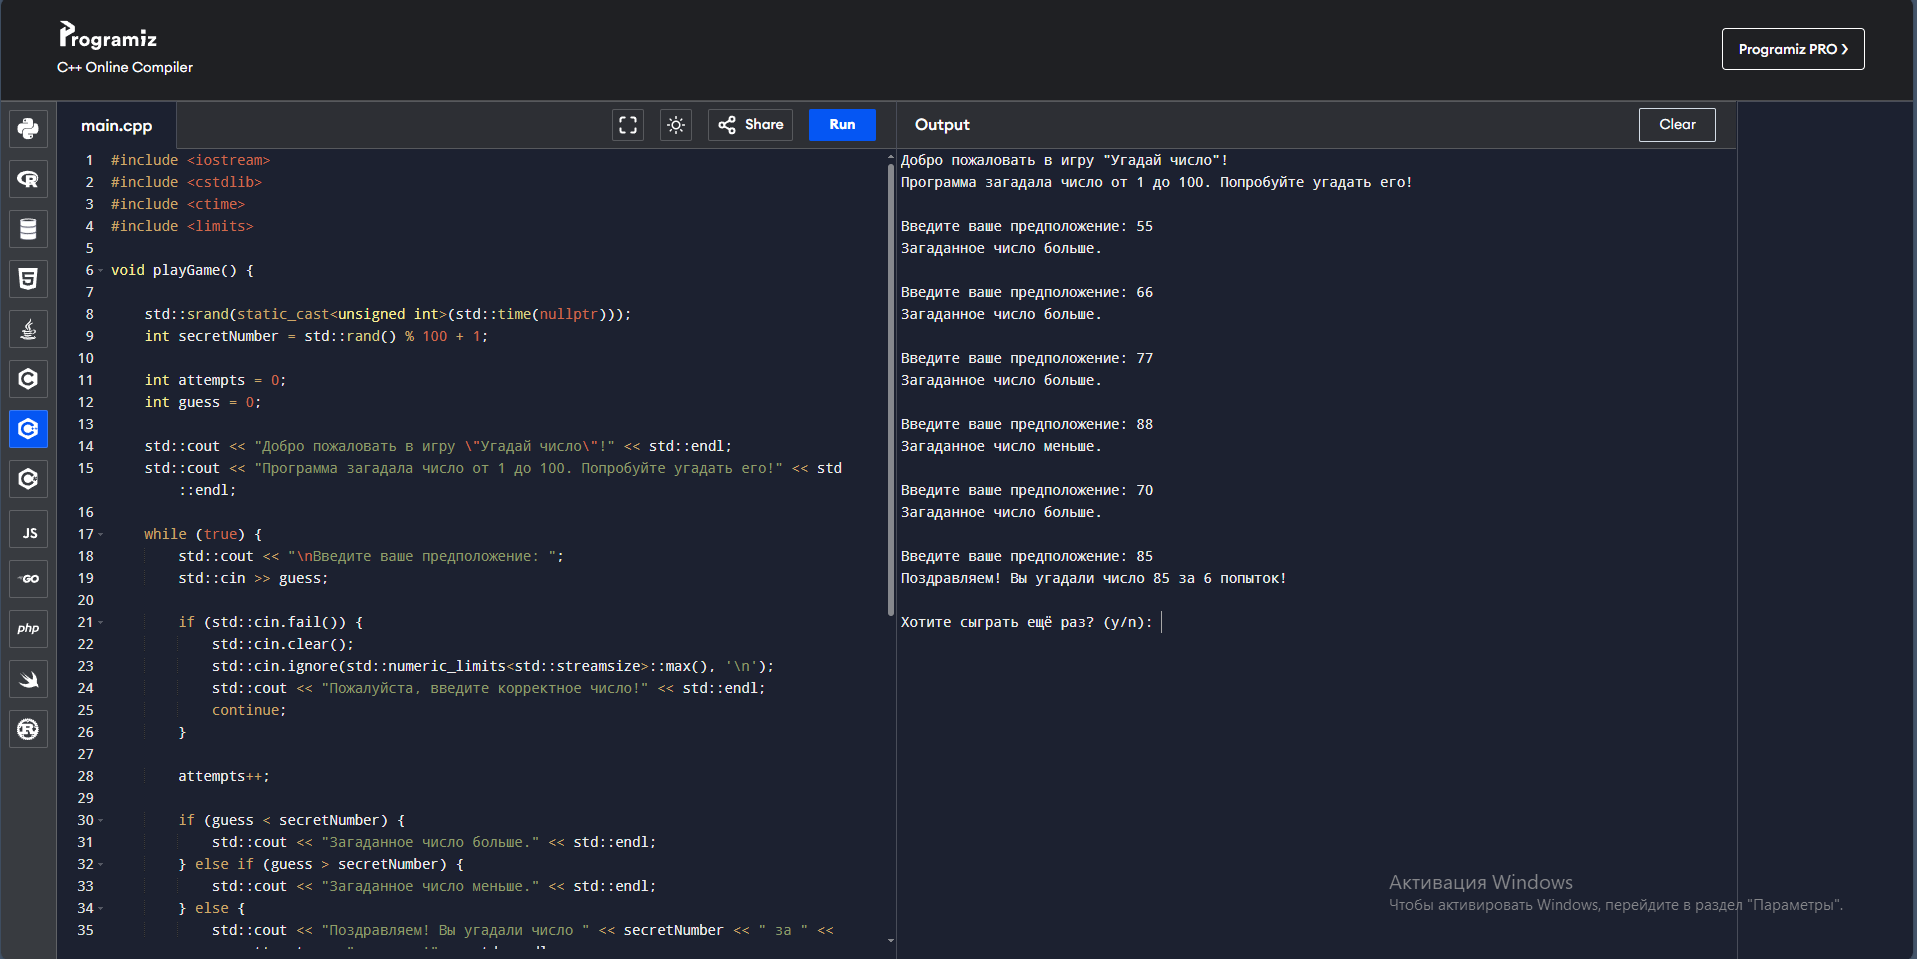 Programiz
C++ Online Compiler
Programiz PRO
main.cpp
Share
Run
Output
Clear
JS
GO
php
1 #include <iostream>
2 #include <cstdlib>
3 #include <ctime>
4 #include <limits>
5
6 void playGame() {
7
8     std::srand(static_cast<unsigned int>(std::time(nullptr)));
9     int secretNumber = std::rand() % 100 + 1;
10
11     int attempts = 0;
12     int guess = 0;
13
14     std::cout << "Добро пожаловать в игру \"Угадай число\"!" << std::endl;
15     std::cout << "Программа загадала число от 1 до 100. Попробуйте угадать его!" << std
::endl;
16
17     while (true) {
18         std::cout << "\nВведите ваше предположение: ";
19         std::cin >> guess;
20
21         if (std::cin.fail()) {
22             std::cin.clear();
23             std::cin.ignore(std::numeric_limits<std::streamsize>::max(), '\n');
24             std::cout << "Пожалуйста, введите корректное число!" << std::endl;
25             continue;
26         }
27
28         attempts++;
29
30         if (guess < secretNumber) {
31             std::cout << "Загаданное число больше." << std::endl;
32         } else if (guess > secretNumber) {
33             std::cout << "Загаданное число меньше." << std::endl;
34         } else {
35             std::cout << "Поздравляем! Вы угадали число " << secretNumber << " за " <<
Добро пожаловать в игру "Угадай число"!
Программа загадала число от 1 до 100. Попробуйте угадать его!
Введите ваше предположение: 55
Загаданное число больше.
Введите ваше предположение: 66
Загаданное число больше.
Введите ваше предположение: 77
Загаданное число больше.
Введите ваше предположение: 88
Загаданное число меньше.
Введите ваше предположение: 70
Загаданное число больше.
Введите ваше предположение: 85
Поздравляем! Вы угадали число 85 за 6 попыток!
Хотите сыграть ещё раз? (y/n):
Активация Windows
Чтобы активировать Windows, перейдите в раздел "Параметры".